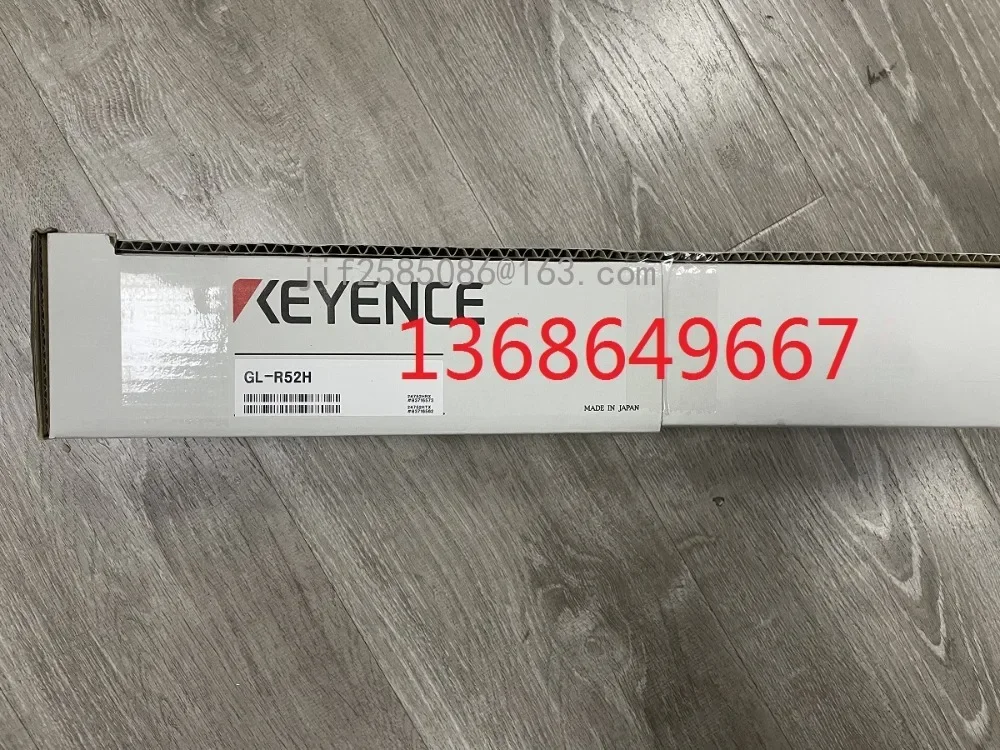 jjf2585086@163.com
KEYENCE
1368649667
GL-R52H
MADE IN JAPAN